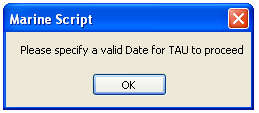 Marine Script
Please specify a valid Date for TAU to proceed
OK